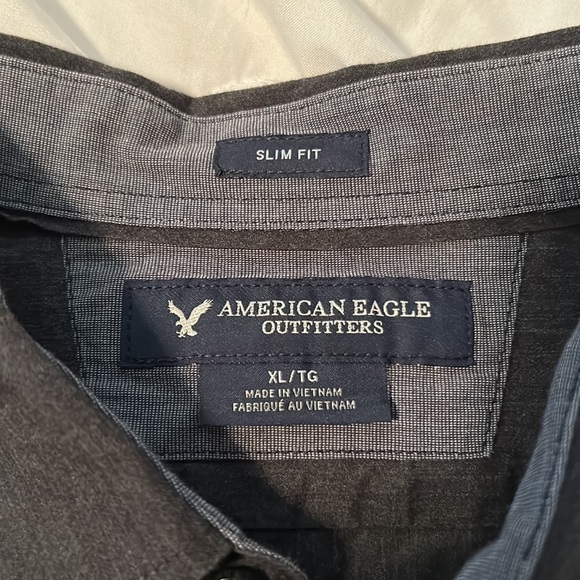 SLIM FIT
AMERICAN EAGLE
OUTFITTERS
XL/TG
MADE IN VIETNAM
FABRIQUÉ AU VIETNAM